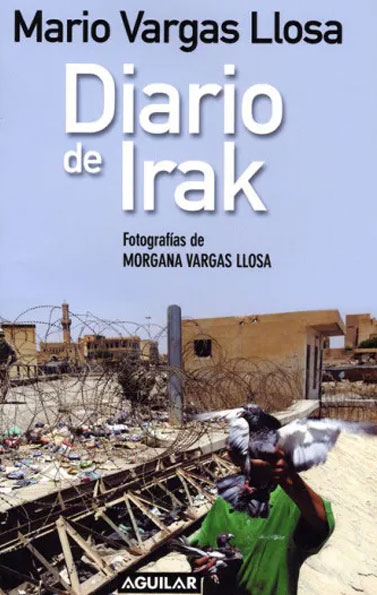 Mario Vargas Llosa
Diario
de Irak
Fotografías de
MORGANA VARGAS LLOSA
AGUILAR